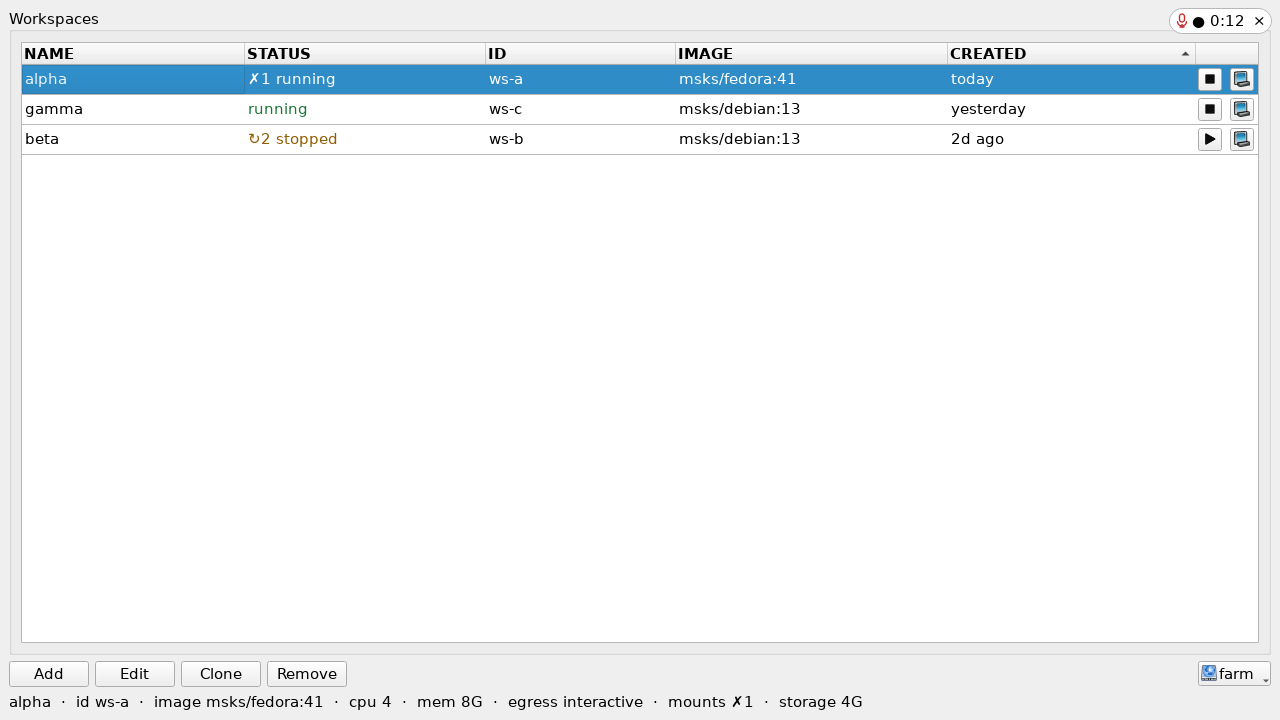 Workspaces
● 0:12 ×
NAME STATUS ID IMAGE CREATED
alpha ✗1 running ws-a msks/fedora:41 today
gamma running ws-c msks/debian:13 yesterday
beta ↻2 stopped ws-b msks/debian:13 2d ago
Add Edit Clone Remove farm
alpha · id ws-a · image msks/fedora:41 · cpu 4 · mem 8G · egress interactive · mounts ✗1 · storage 4G